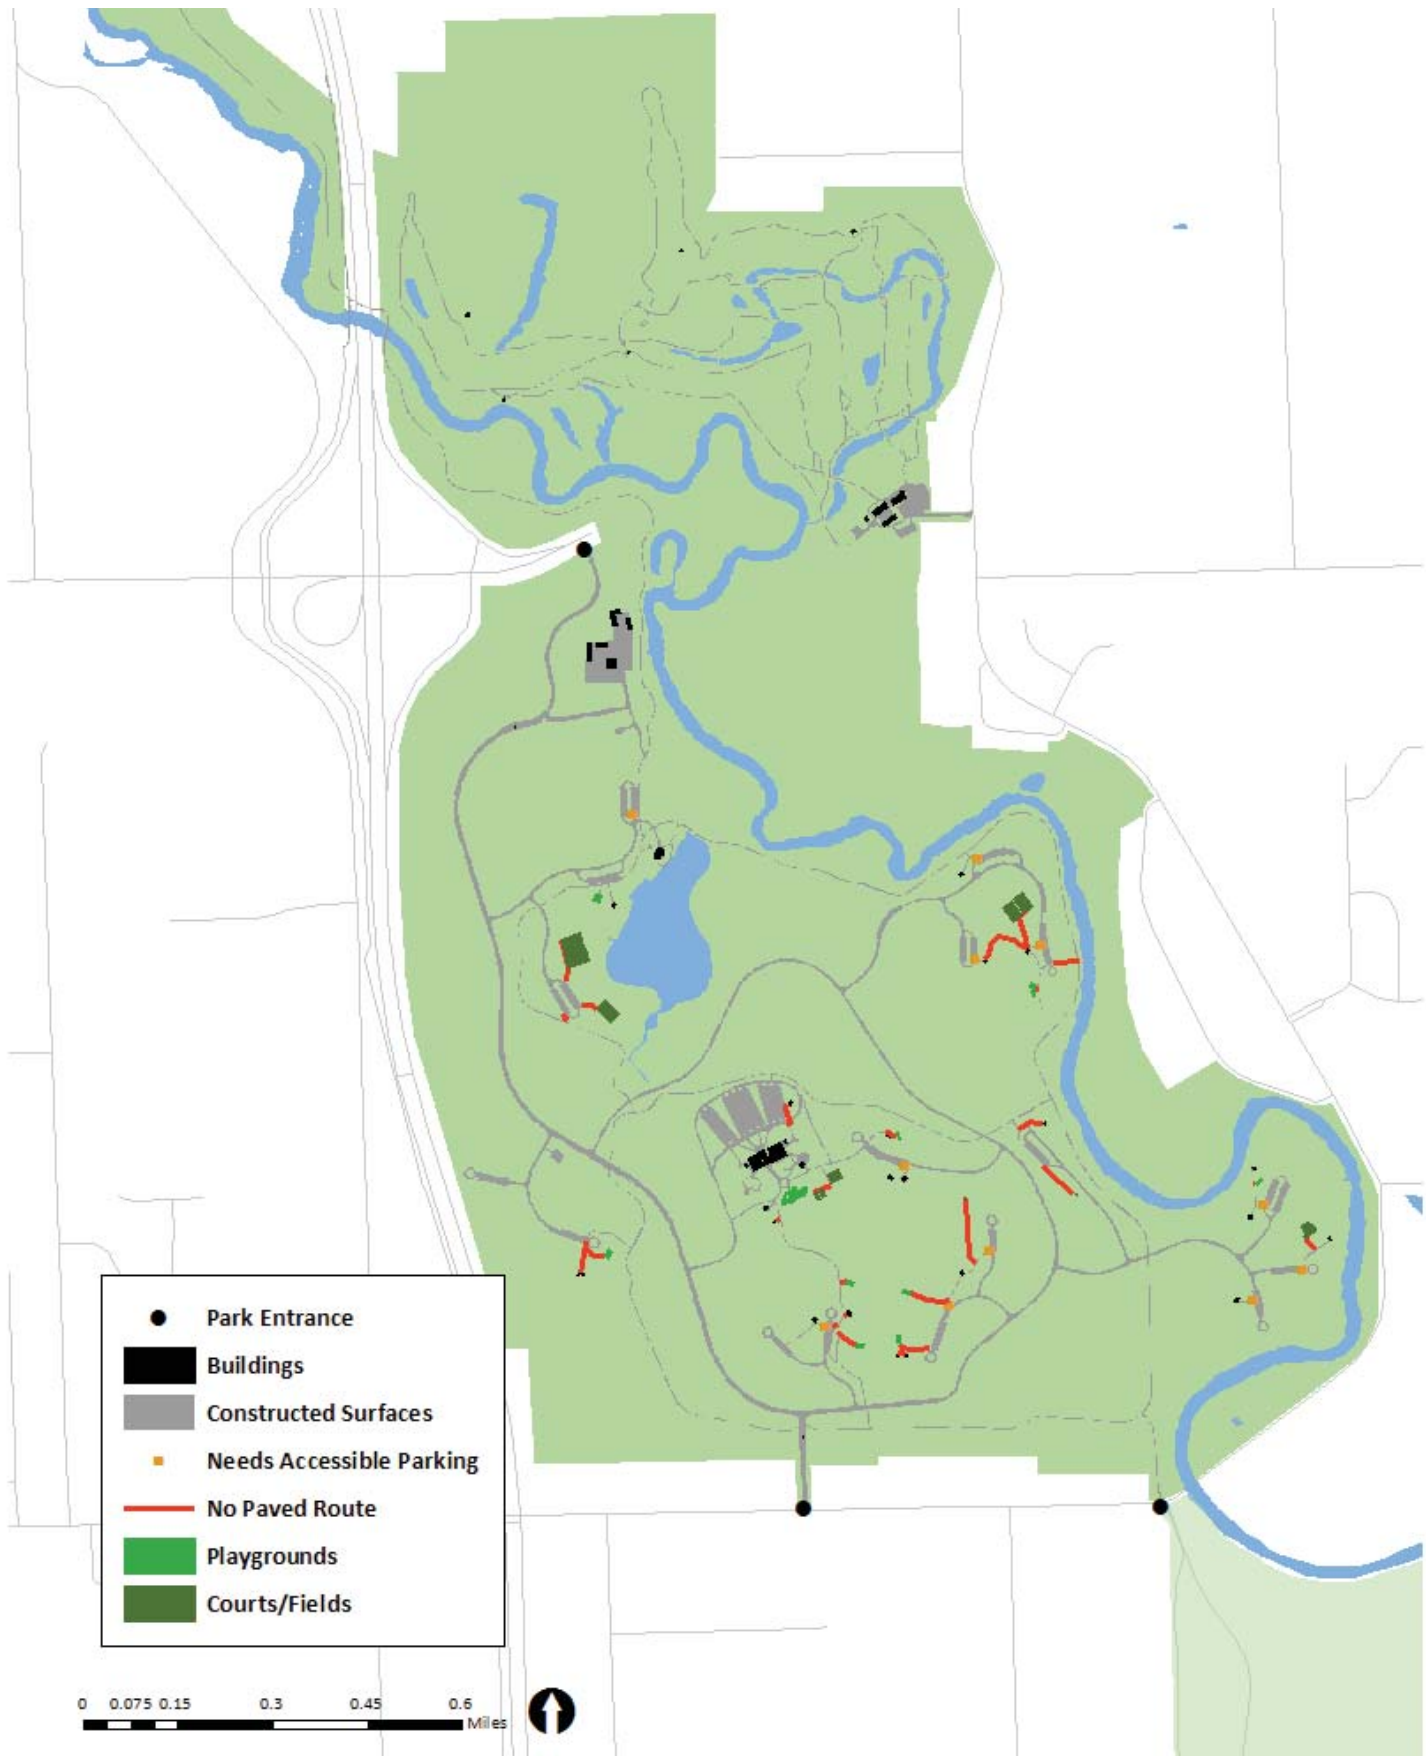 Park Entrance
Buildings
Constructed Surfaces
Needs Accessible Parking
No Paved Route
Playgrounds
Courts/Fields
0 0.075 0.15 0.3 0.45 0.6
Miles